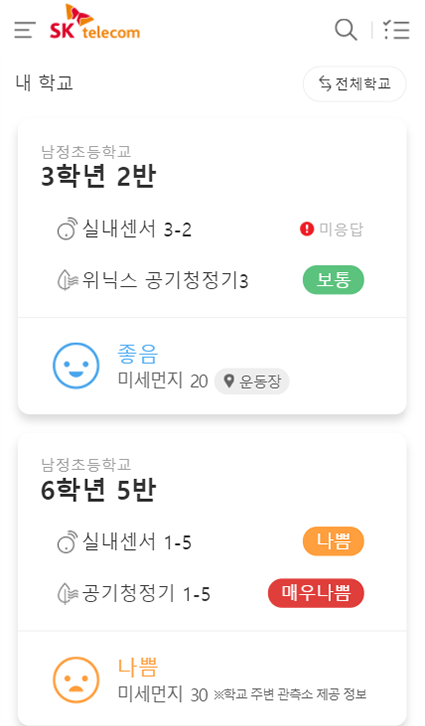 SK telecom
내 학교
전체학교
남정초등학교
3학년 2반
실내센서 3-2
미응답
위닉스 공기청정기3
보통
좋음
미세먼지 20 운동장
남정초등학교
6학년 5반
실내센서 1-5
나쁨
공기청정기 1-5
매우나쁨
나쁨
미세먼지 30 ※학교 주변 관측소 제공 정보